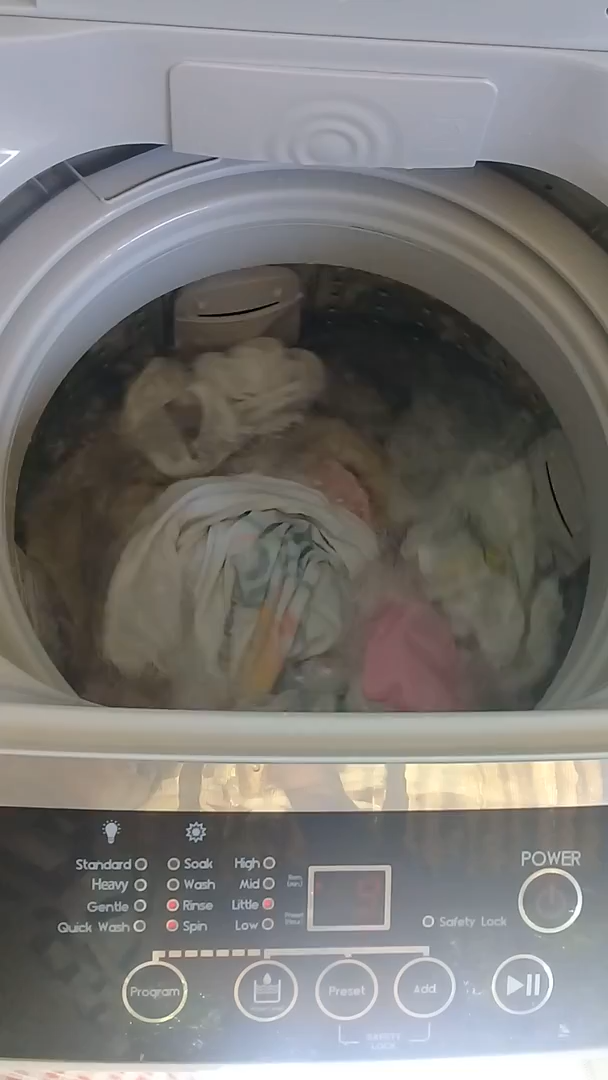 POWER
Standard
Soak
High
Heavy
Wash
Mid
Gentle
Rinse
Little
Quick Wash
Spin
Low
Safety Lock
Program
Preset
Add
SAFETY
LOCK